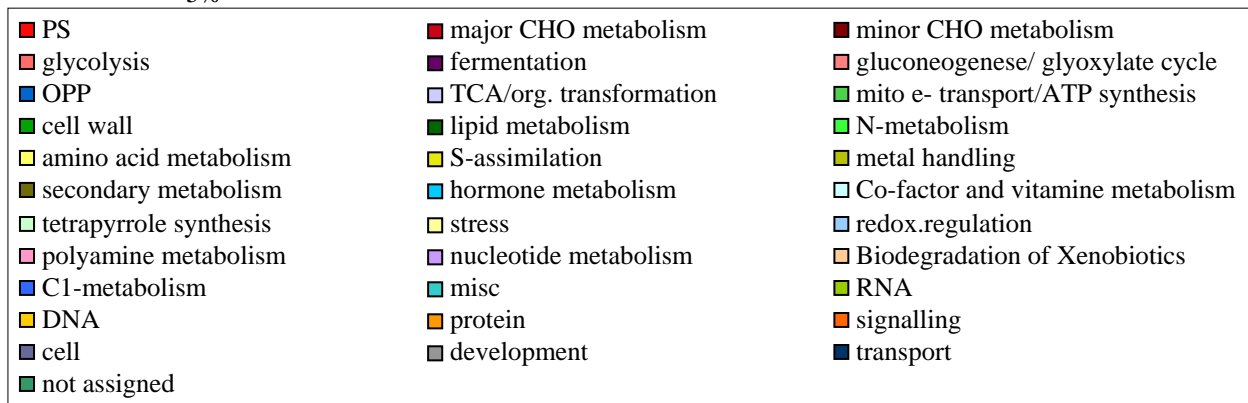 PS major CHO metabolism minor CHO metabolism
glycolysis fermentation gluconeogenese/ glyoxylate cycle
OPP TCA/org. transformation mito e- transport/ATP synthesis
cell wall lipid metabolism N-metabolism
amino acid metabolism S-assimilation metal handling
secondary metabolism hormone metabolism Co-factor and vitamine metabolism
tetrapyrrole synthesis stress redox.regulation
polyamine metabolism nucleotide metabolism Biodegradation of Xenobiotics
C1-metabolism misc RNA
DNA protein signalling
cell development transport
not assigned